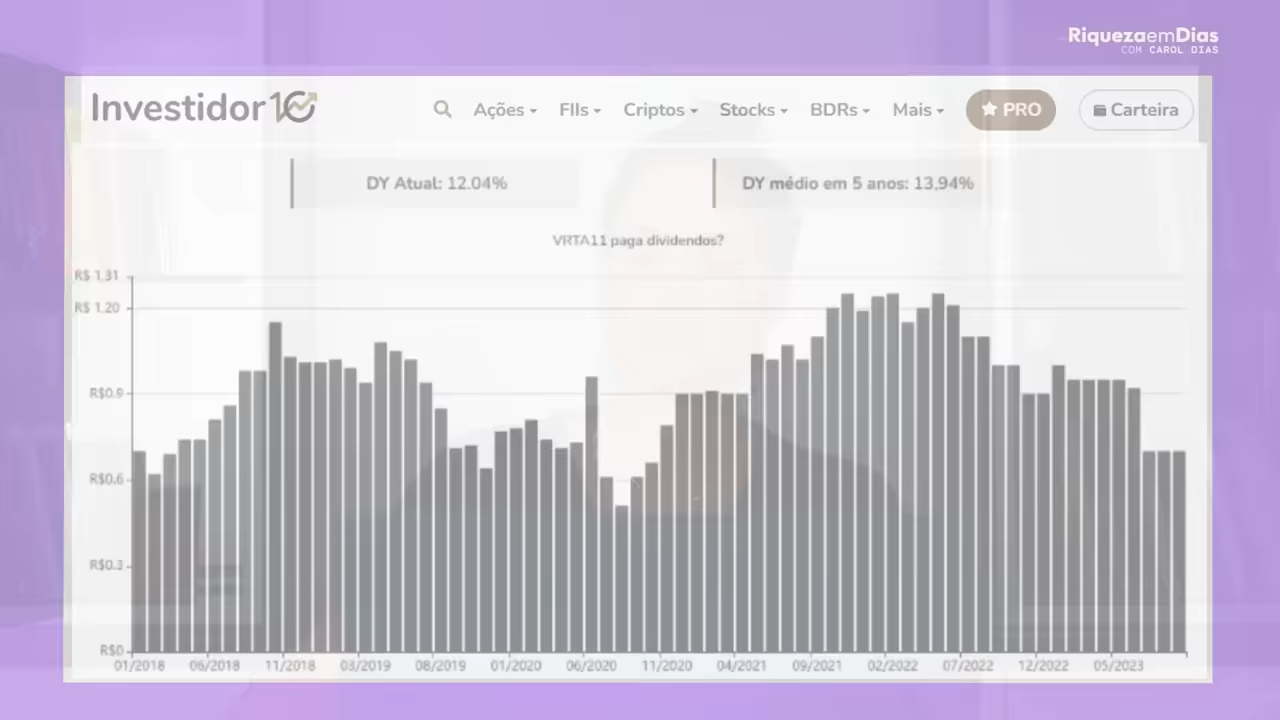 RiquezaemDias
COM CAROL DIAS
Investidor10
Ações FIIs Criptos Stocks BDRs Mais PRO Carteira
DY Atual: 12.04% DY médio em 5 anos: 13,94%
VRTA11 paga dividendos?
R$ 1,31
R$ 1,20
R$0.9
R$0.6
R$0.3
R$0
01/2018 06/2018 11/2018 03/2019 08/2019 01/2020 06/2020 11/2020 04/2021 09/2021 02/2022 07/2022 12/2022 05/2023